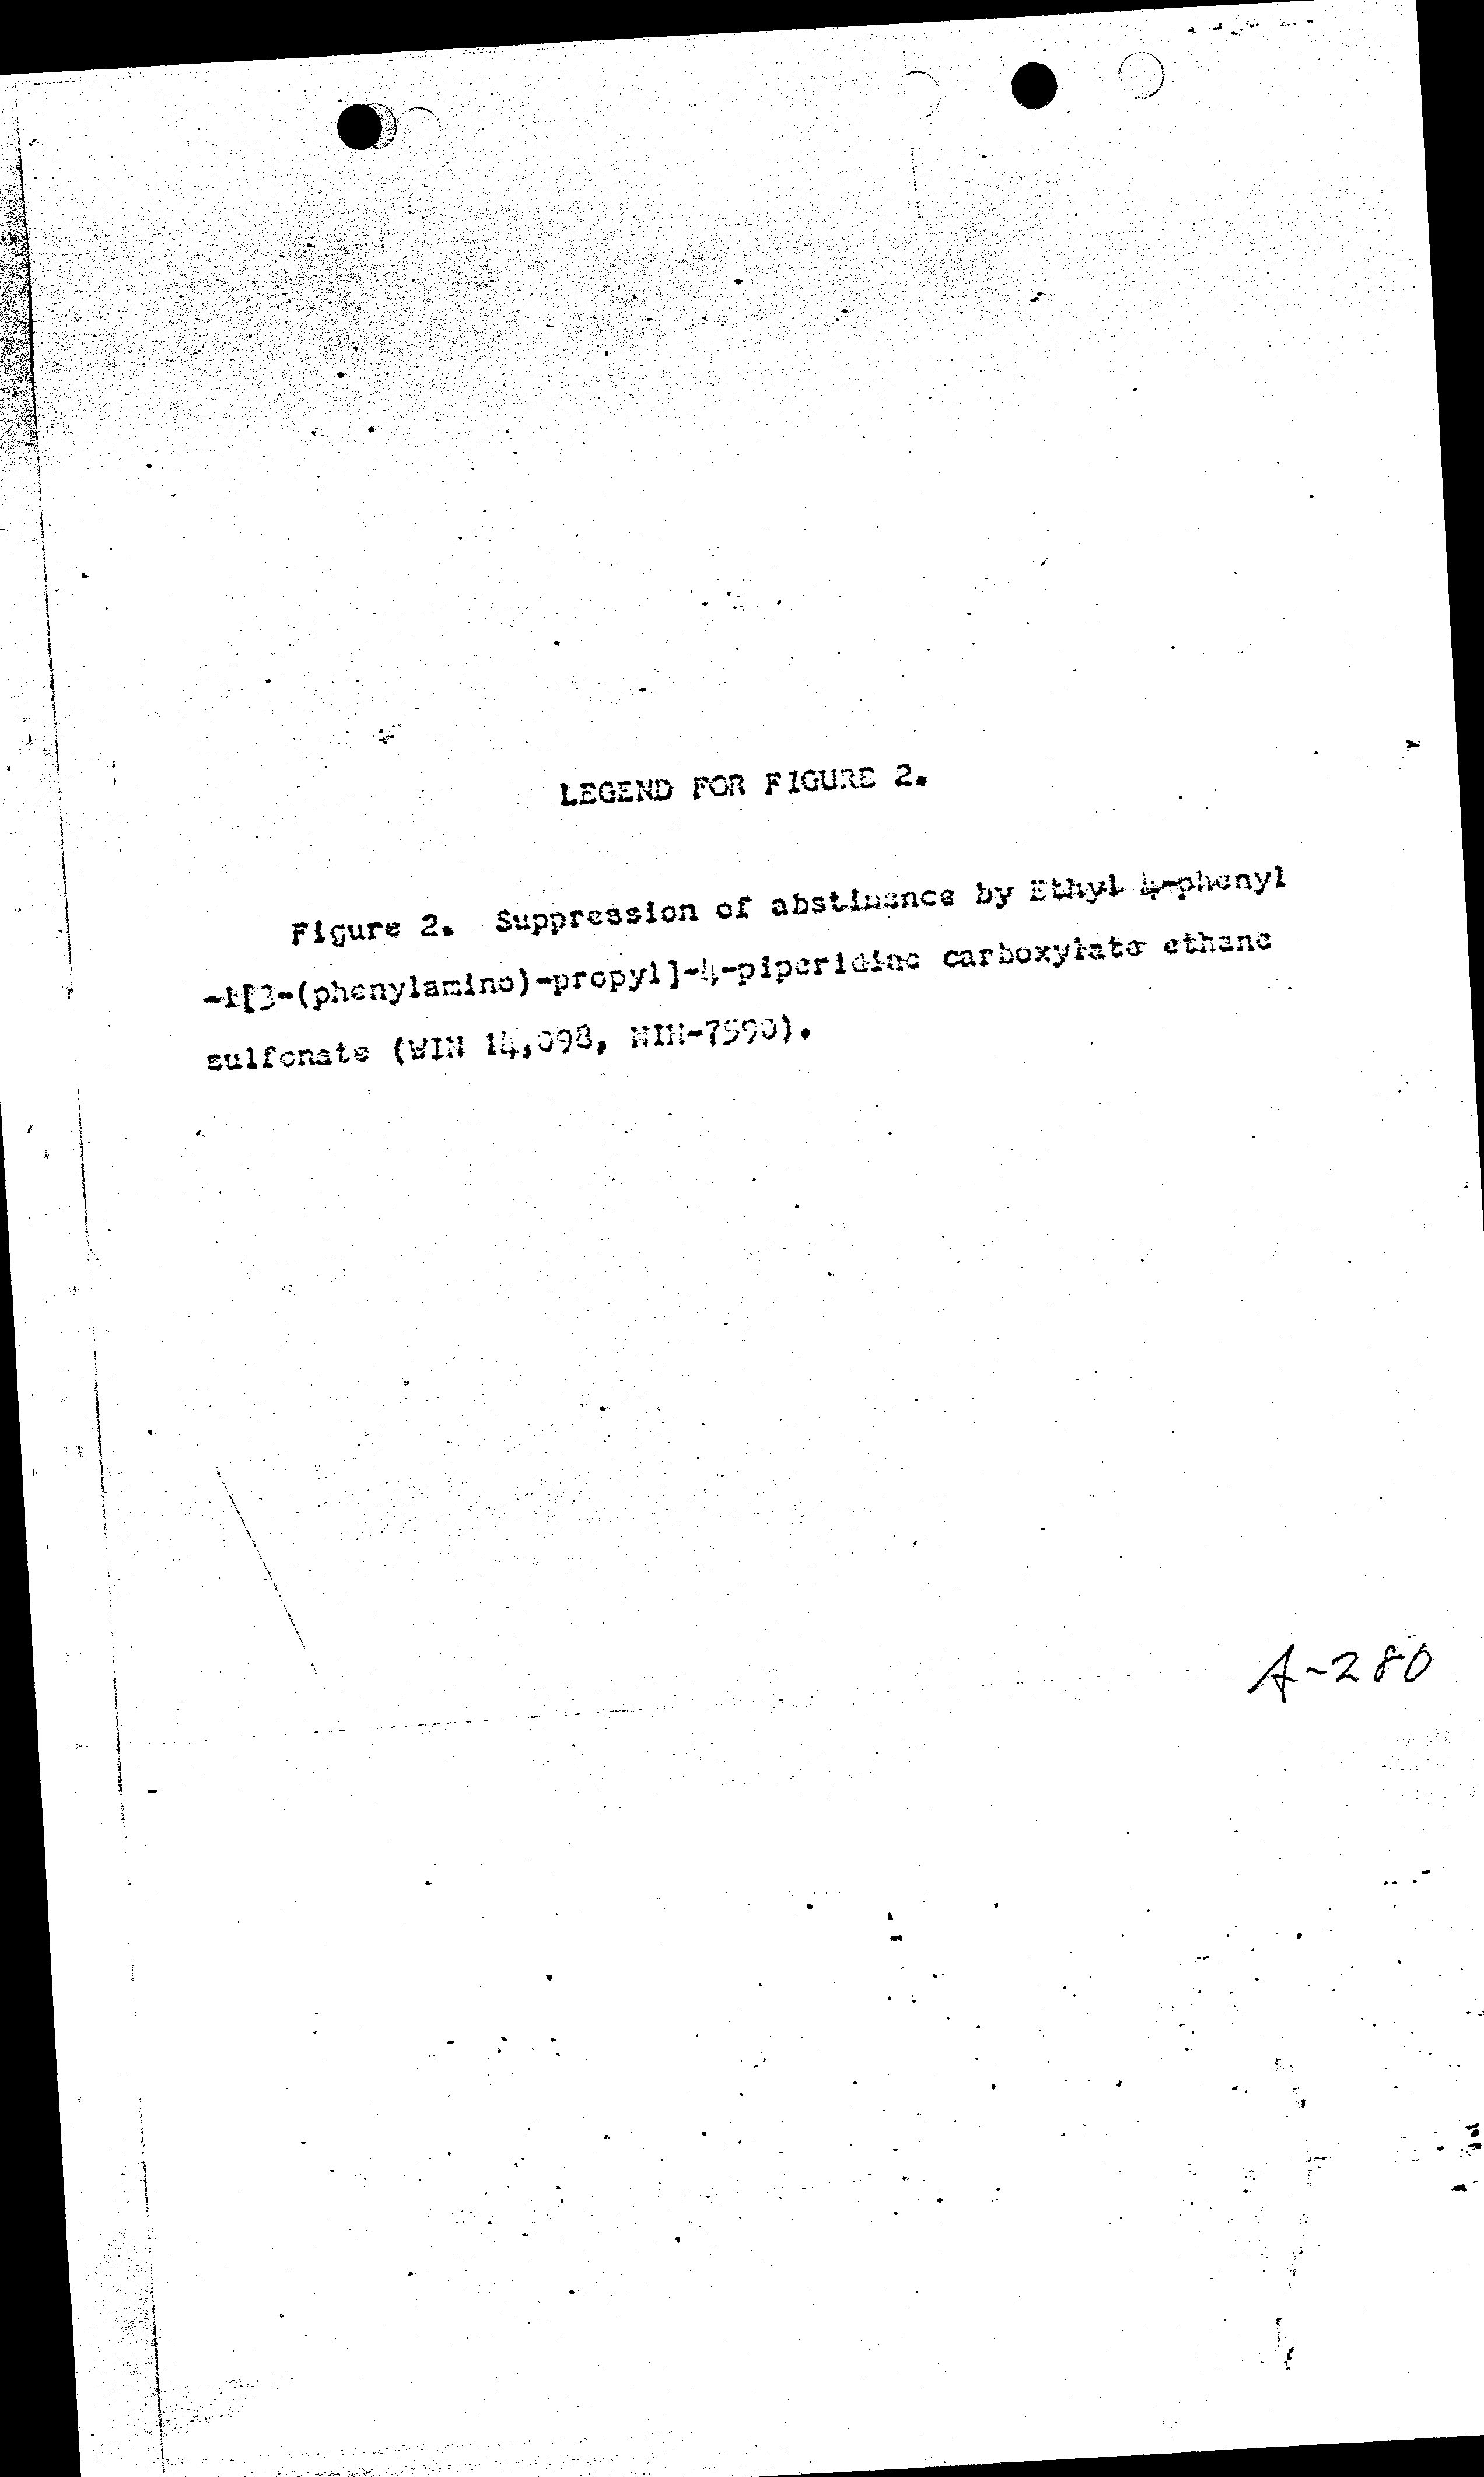 LEGEND FOR FIGURE 2.
Figure 2. Suppression of abstinence by Ethyl 4-phenyl
-1[3-(phenylamino)-propyl]-4-piperidine carboxylate ethane
sulfonate (WIN 14,098, NIH-7590).
A-280